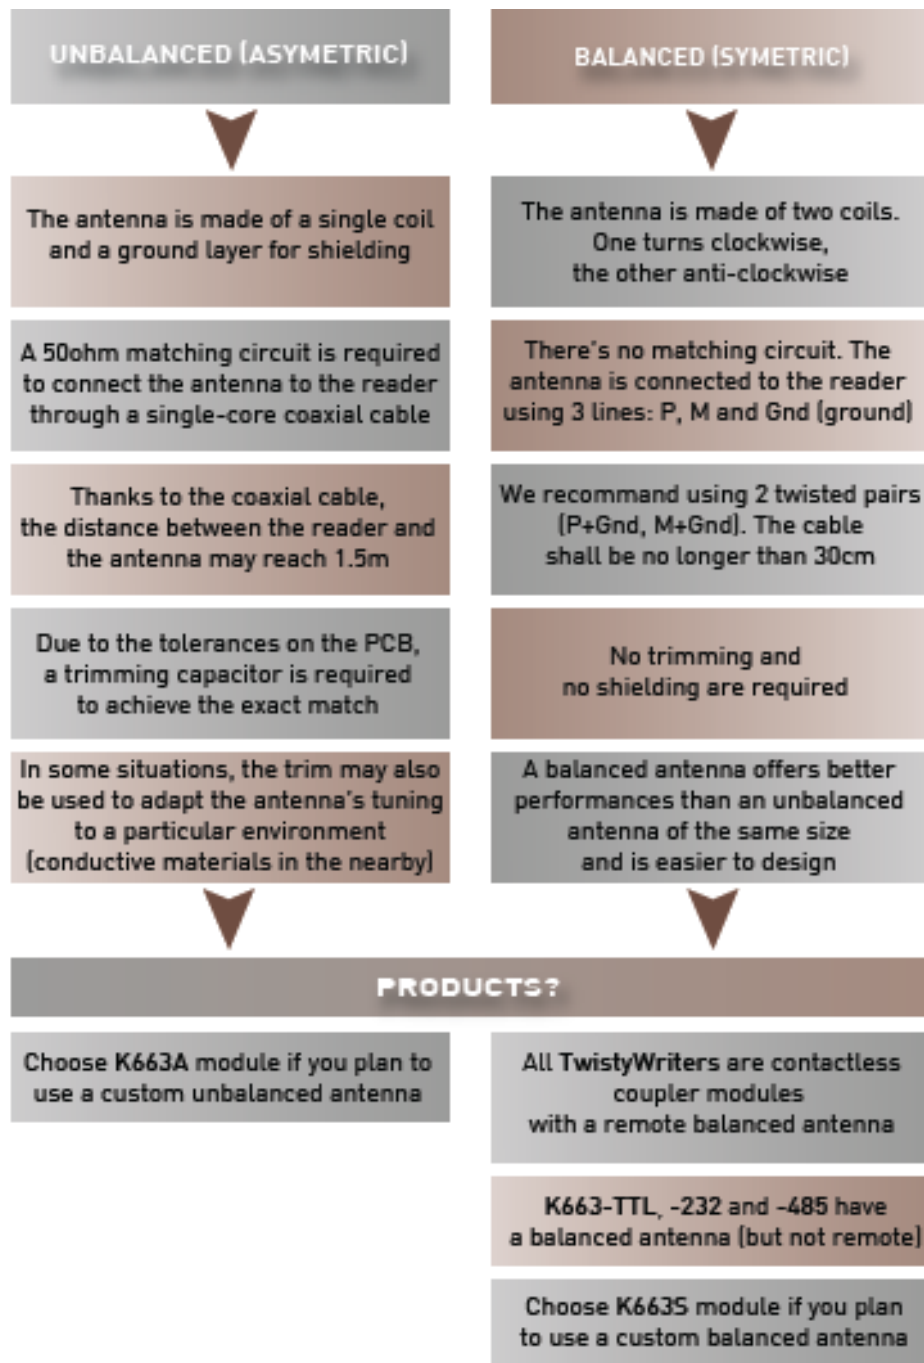 UNBALANCED (ASYMETRIC)
The antenna is made of a single coil
and a ground layer for shielding
A 50ohm matching circuit is required
to connect the antenna to the reader
through a single-core coaxial cable
Thanks to the coaxial cable,
the distance between the reader and
the antenna may reach 1.5m
Due to the tolerances on the PCB,
a trimming capacitor is required
to achieve the exact match
In some situations, the trim may also
be used to adapt the antenna's tuning
to a particular environment
(conductive materials in the nearby)
BALANCED (SYMETRIC)
The antenna is made of two coils.
One turns clockwise,
the other anti-clockwise
There's no matching circuit. The
antenna is connected to the reader
using 3 lines: P, M and Gnd (ground)
We recommand using 2 twisted pairs
(P+Gnd, M+Gnd). The cable
shall be no longer than 30cm
No trimming and
no shielding are required
A balanced antenna offers better
performances than an unbalanced
antenna of the same size
and is easier to design
PRODUCTS?
Choose K663A module if you plan to
use a custom unbalanced antenna
All TwistyWriters are contactless
coupler modules
with a remote balanced antenna
K663-TTL, -232 and -485 have
a balanced antenna (but not remote)
Choose K663S module if you plan
to use a custom balanced antenna